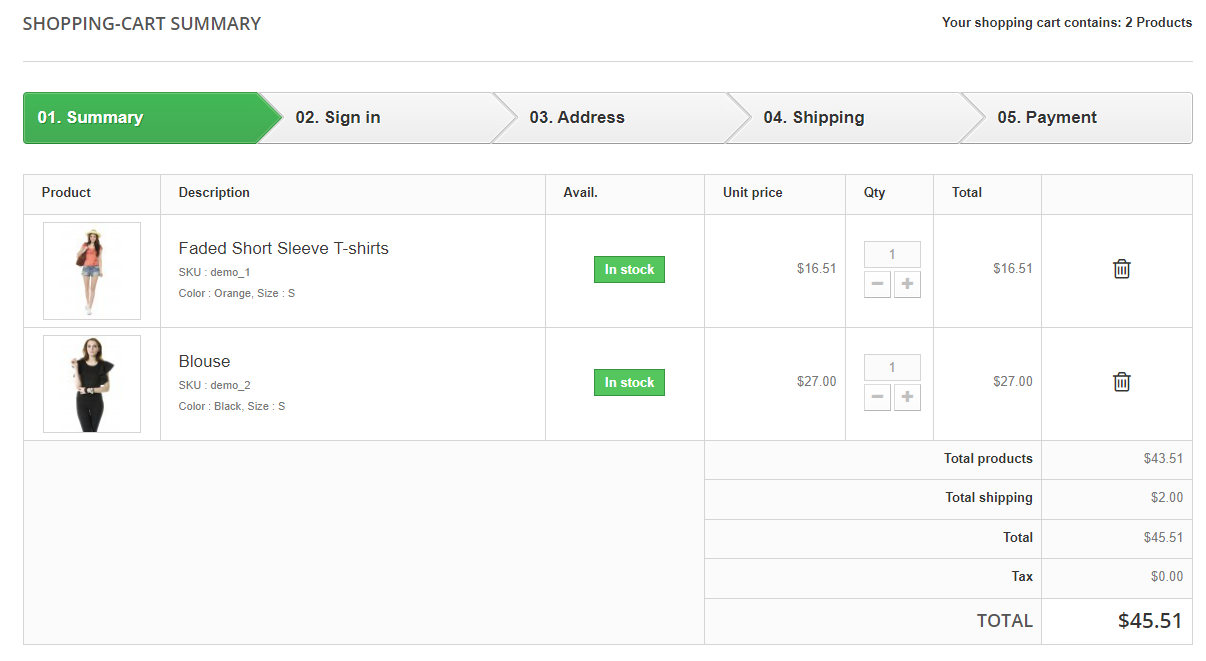 SHOPPING-CART SUMMARY
Your shopping cart contains: 2 Products
01. Summary
02. Sign in
03. Address
04. Shipping
05. Payment
Product Description Avail. Unit price Qty Total
Faded Short Sleeve T-shirts
SKU : demo_1
Color : Orange, Size : S
In stock
$16.51
1
$16.51
Blouse
SKU : demo_2
Color : Black, Size : S
In stock
$27.00
1
$27.00
Total products $43.51
Total shipping $2.00
Total $45.51
Tax $0.00
TOTAL $45.51